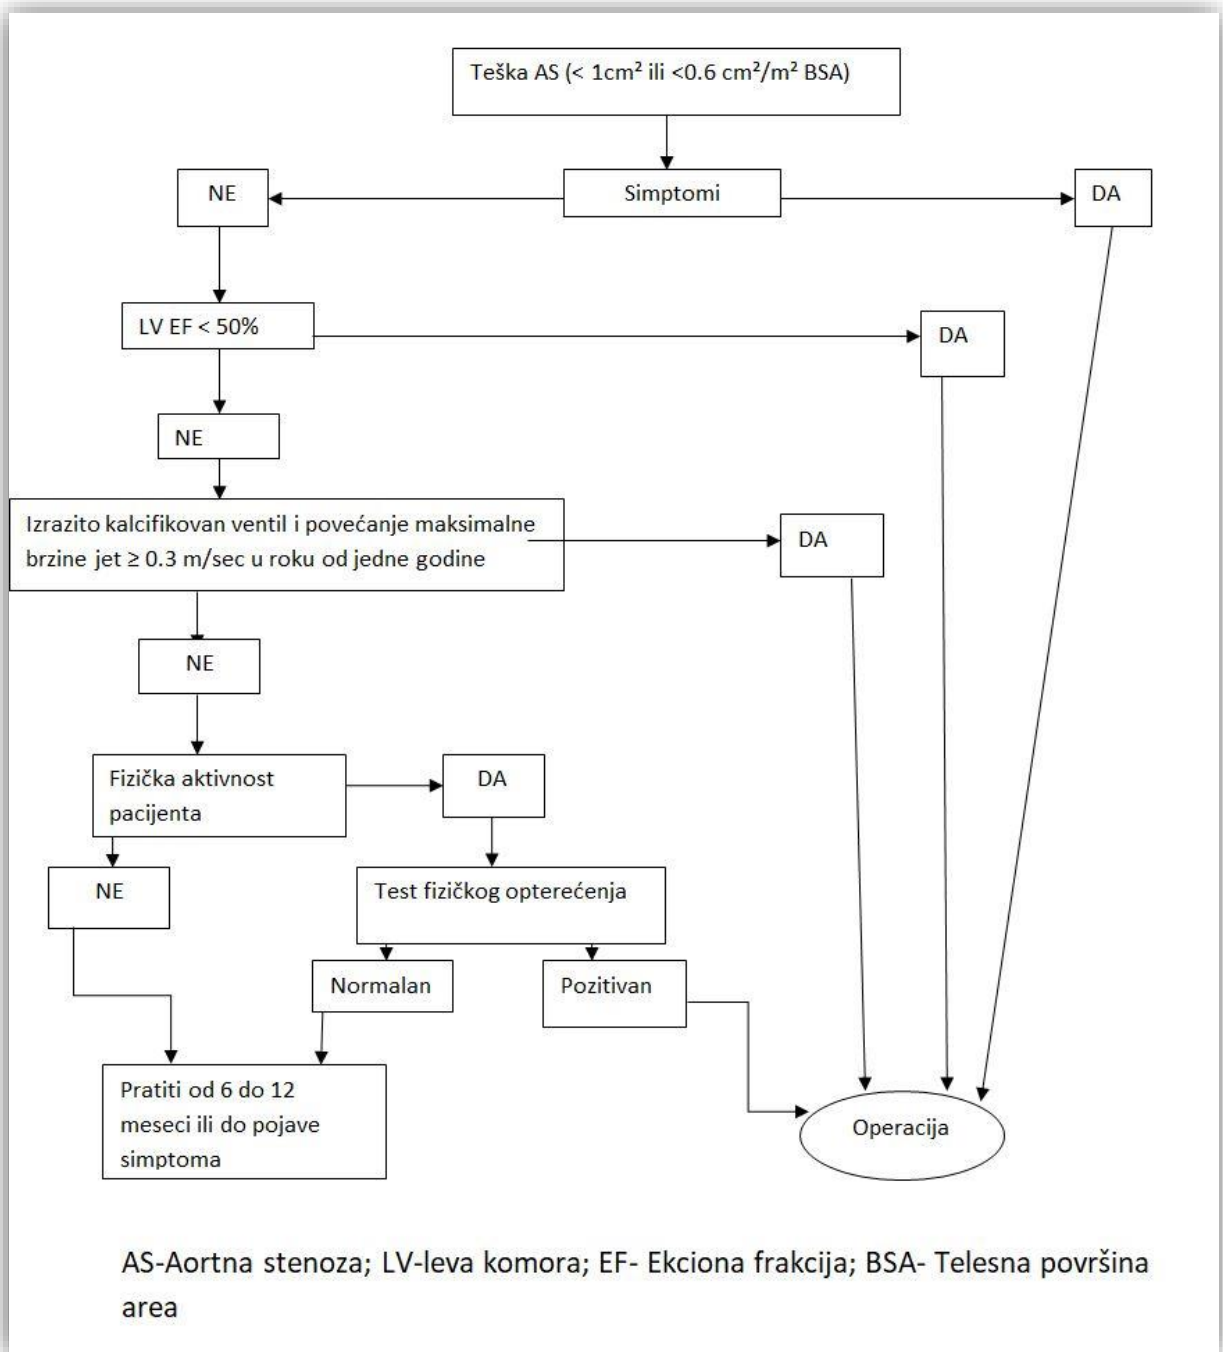 Teška AS (< 1cm² ili <0.6 cm²/m² BSA)
NE
Simptomi
DA
LV EF < 50%
DA
NE
Izrazito kalcifikovan ventil i povećanje maksimalne
brzine jet ≥ 0.3 m/sec u roku od jedne godine
DA
NE
Fizička aktivnost
pacijenta
DA
NE
Test fizičkog opterećenja
Normalan
Pozitivan
Pratiti od 6 do 12
meseci ili do pojave
simptoma
Operacija
AS-Aortna stenoza; LV-leva komora; EF- Ekciona frakcija; BSA- Telesna površina
area